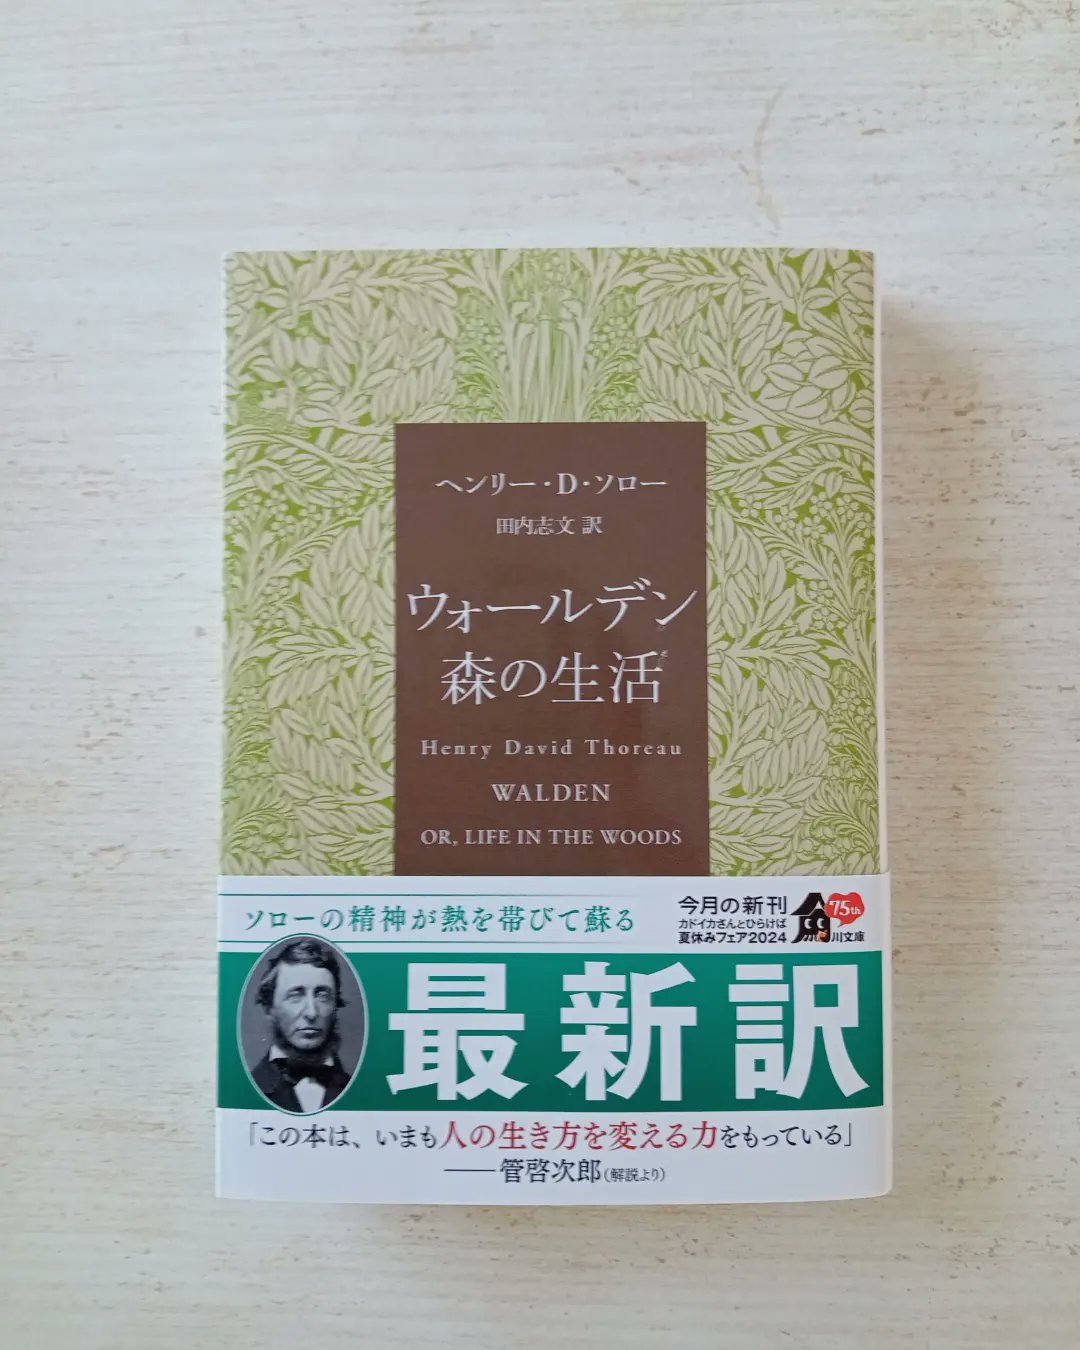 ヘンリー・D・ソロー
田内志文 訳
ウォールデン
森の生活
Henry David Thoreau
WALDEN
OR, LIFE IN THE WOODS
ソローの精神が熱を帯びて蘇る
今月の新刊
カドイカさんとひらけば
夏休みフェア2024
75th
角川文庫
最新訳
「この本は、いまも人の生き方を変える力をもっている」
──管啓次郎(解説より)